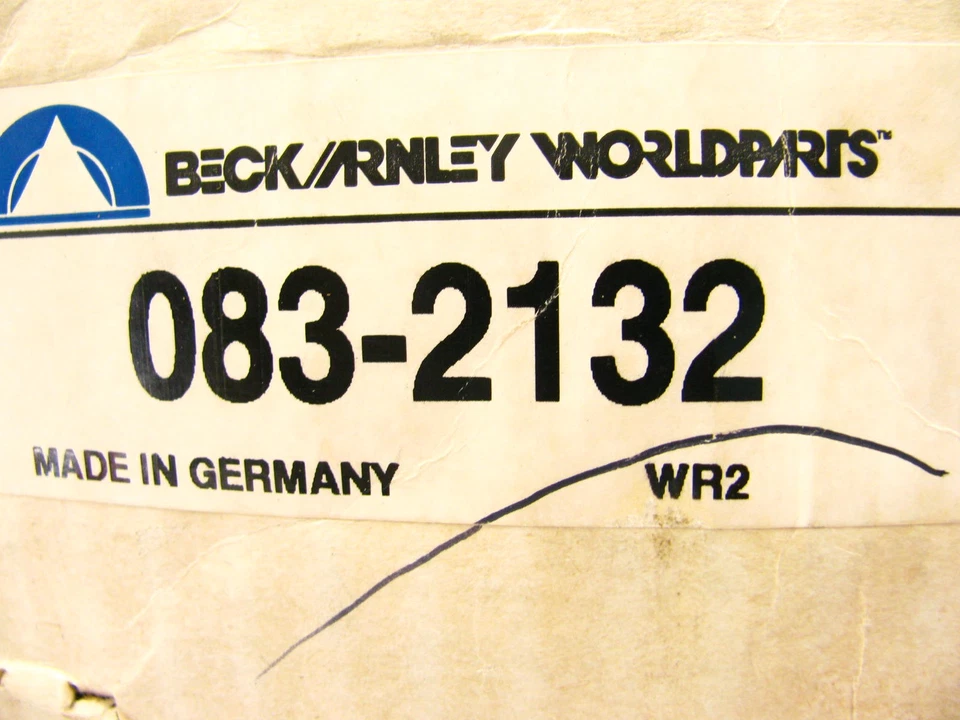 BECK/ARNLEY WORLDPARTS™
083-2132
MADE IN GERMANY WR2